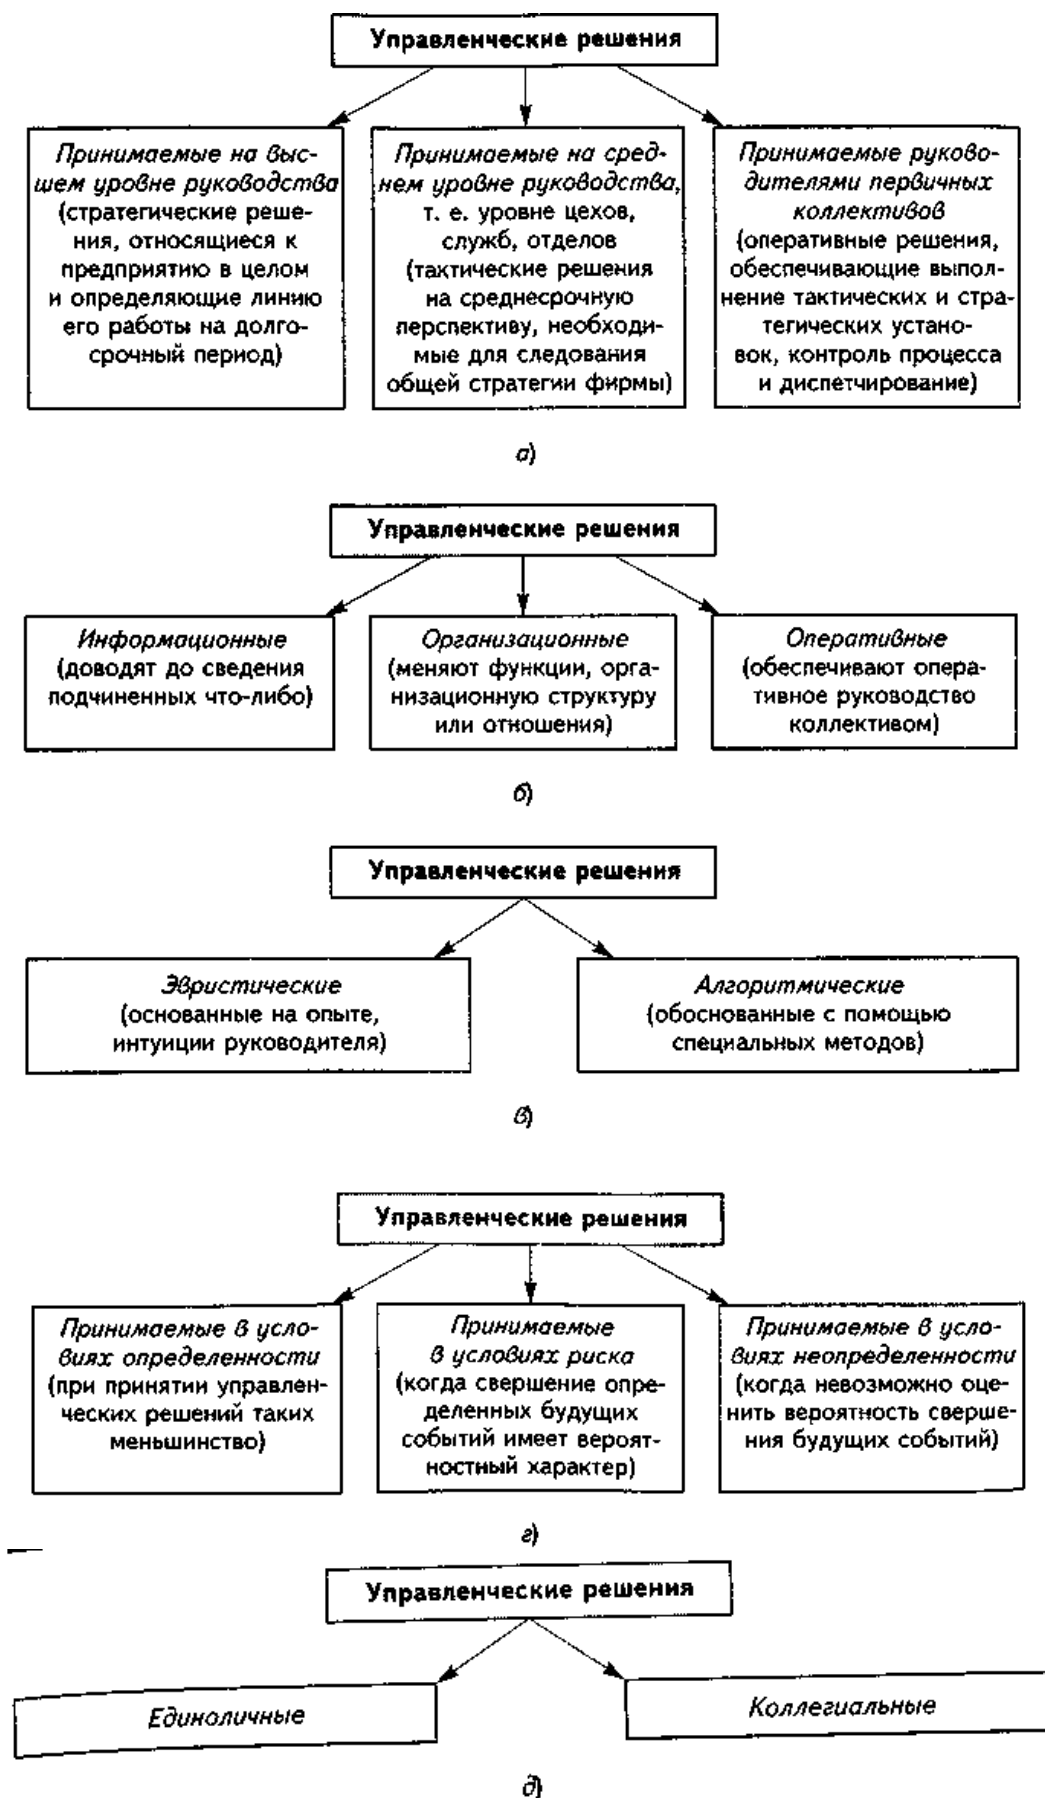 Управленческие решения
Принимаемые на выс-
шем уровне руководства
(стратегические реше-
ния, относящиеся к
предприятию в целом
и определяющие линию
его работы на долго-
срочный период)
Принимаемые на сред-
нем уровне руководства,
т. е. уровне цехов,
служб, отделов
(тактические решения
на среднесрочную
перспективу, необходи-
мые для следования
общей стратегии фирмы)
Принимаемые руково-
дителями первичных
коллективов
(оперативные решения,
обеспечивающие выпол-
нение тактических и стра-
тегических устано-
вок, контроль процесса
и диспетчирование)
а)
Управленческие решения
Информационные
(доводят до сведения
подчиненных что-либо)
Организационные
(меняют функции, орга-
низационную структуру
или отношения)
Оперативные
(обеспечивают опера-
тивное руководство
коллективом)
б)
Управленческие решения
Эвристические
(основанные на опыте,
интуиции руководителя)
Алгоритмические
(обоснованные с помощью
специальных методов)
в)
Управленческие решения
Принимаемые в усло-
виях определенности
(при принятии управлен-
ческих решений таких
меньшинство)
Принимаемые
в условиях риска
(когда свершение опре-
деленных будущих
событий имеет вероят-
ностный характер)
Принимаемые в усло-
виях неопределенности
(когда невозможно оце-
нить вероятность сверше-
ния будущих событий)
г)
Управленческие решения
Единоличные
Коллегиальные
д)